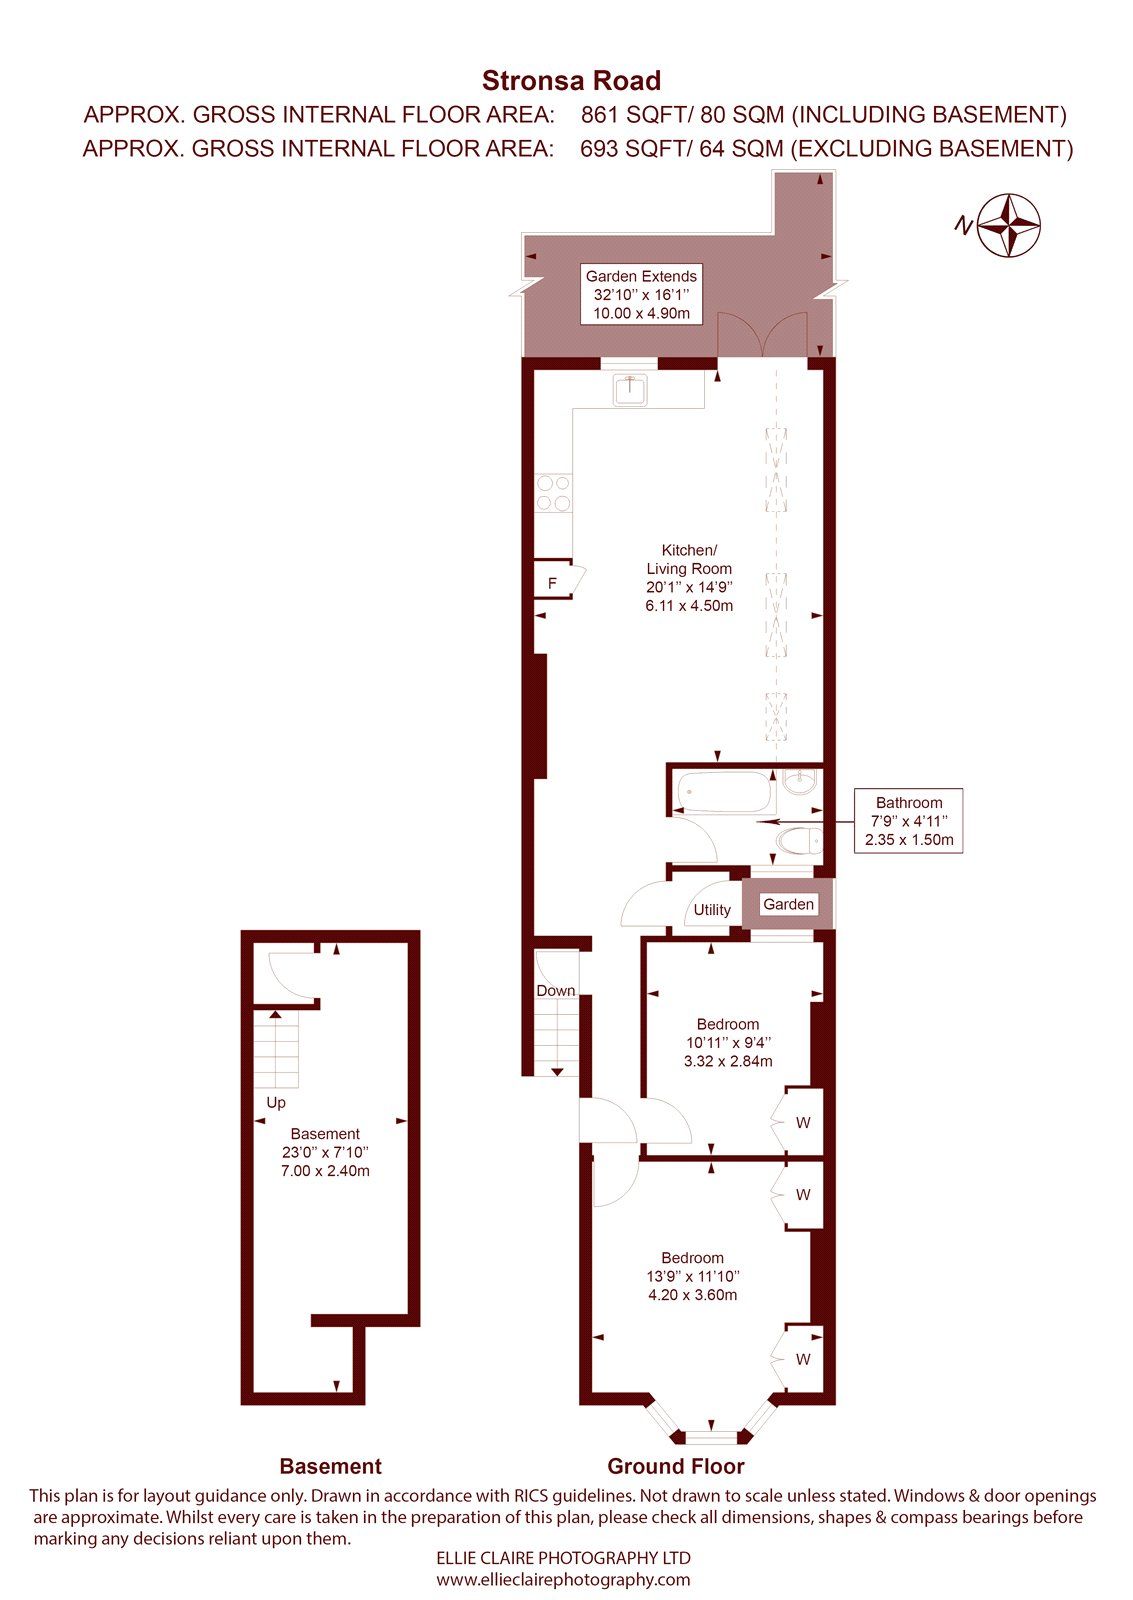 Stronsa Road
APPROX. GROSS INTERNAL FLOOR AREA: 861 SQFT/ 80 SQM (INCLUDING BASEMENT)
APPROX. GROSS INTERNAL FLOOR AREA: 693 SQFT/ 64 SQM (EXCLUDING BASEMENT)
N
Garden Extends
32'10'' x 16'1''
10.00 x 4.90m
Kitchen/
Living Room
20'1'' x 14'9''
6.11 x 4.50m
F
Bathroom
7'9'' x 4'11''
2.35 x 1.50m
Utility
Garden
Down
Bedroom
10'11'' x 9'4''
3.32 x 2.84m
W
W
Bedroom
13'9'' x 11'10''
4.20 x 3.60m
W
Up
Basement
23'0'' x 7'10''
7.00 x 2.40m
Basement
Ground Floor
This plan is for layout guidance only. Drawn in accordance with RICS guidelines. Not drawn to scale unless stated. Windows & door openings
are approximate. Whilst every care is taken in the preparation of this plan, please check all dimensions, shapes & compass bearings before
marking any decisions reliant upon them.
ELLIE CLAIRE PHOTOGRAPHY LTD
www.ellieclairephotography.com